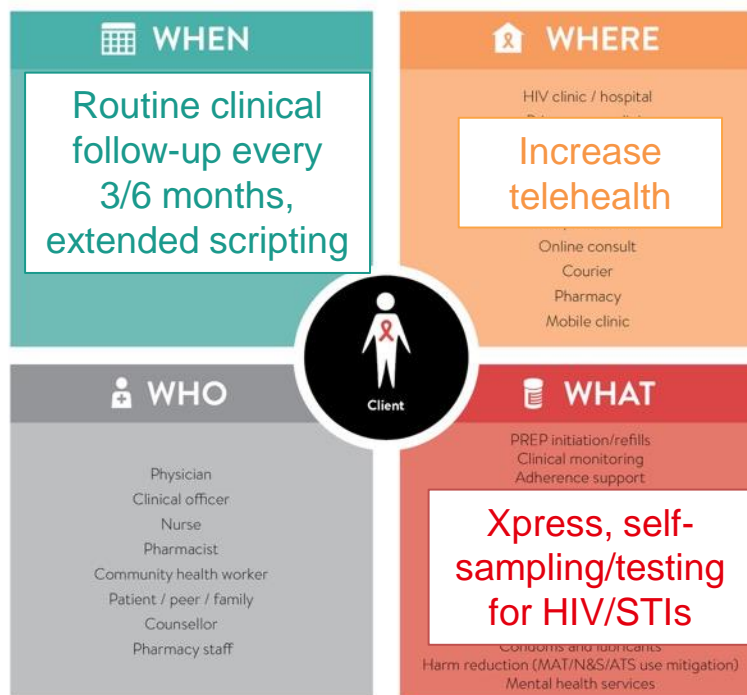 WHEN
Routine clinical
follow-up every
3/6 months,
extended scripting
WHERE
HIV clinic / hospital
Increase
telehealth
Online consult
Courier
Pharmacy
Mobile clinic
Client
WHO
Physician
Clinical officer
Nurse
Pharmacist
Community health worker
Patient / peer / family
Counsellor
Pharmacy staff
WHAT
PREP initiation/refills
Clinical monitoring
Adherence support
Xpress, self-
sampling/testing
for HIV/STIs
Condoms and lubricants
Harm reduction (MAT/N&S/ATS use mitigation)
Mental health services